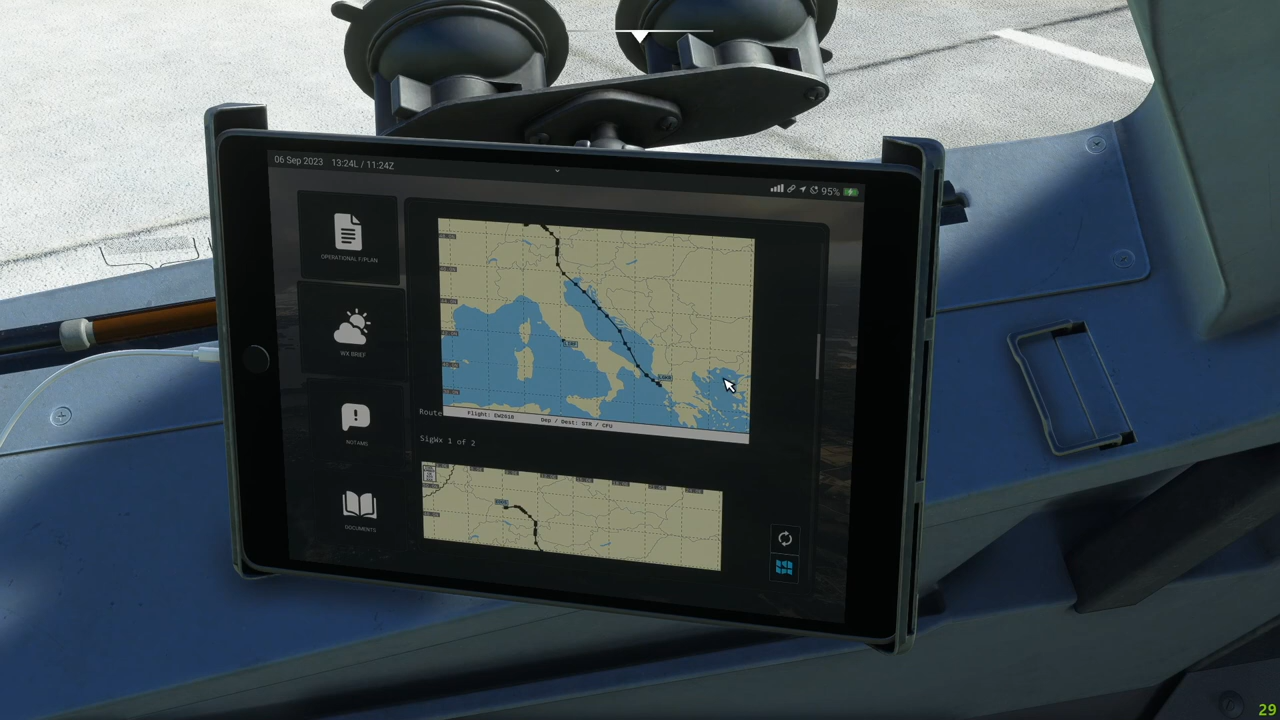 06 Sep 2023 13:24L / 11:24Z
95%
OPERATIONAL F/PLAN
WX BRIEF
NOTAMS
DOCUMENTS
Route
Flight: EW2610 Dep / Dest: STR / CFU
SigWx 1 of 2
29